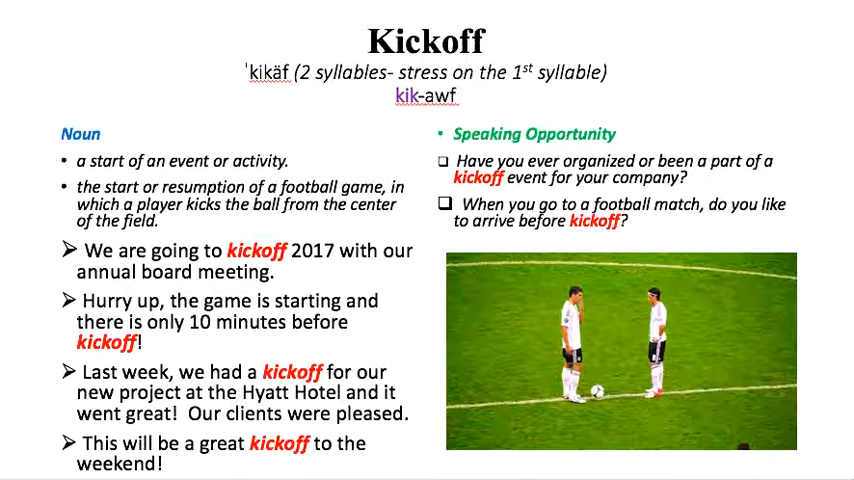 Kickoff
ˈkikäf (2 syllables- stress on the 1st syllable)
kik-awf
Noun
• a start of an event or activity.
• the start or resumption of a football game, in
which a player kicks the ball from the center
of the field.
➢ We are going to kickoff 2017 with our
annual board meeting.
➢ Hurry up, the game is starting and
there is only 10 minutes before
kickoff!
➢ Last week, we had a kickoff for our
new project at the Hyatt Hotel and it
went great! Our clients were pleased.
➢ This will be a great kickoff to the
weekend!
• Speaking Opportunity
❑ Have you ever organized or been a part of a
kickoff event for your company?
❑ When you go to a football match, do you like
to arrive before kickoff?